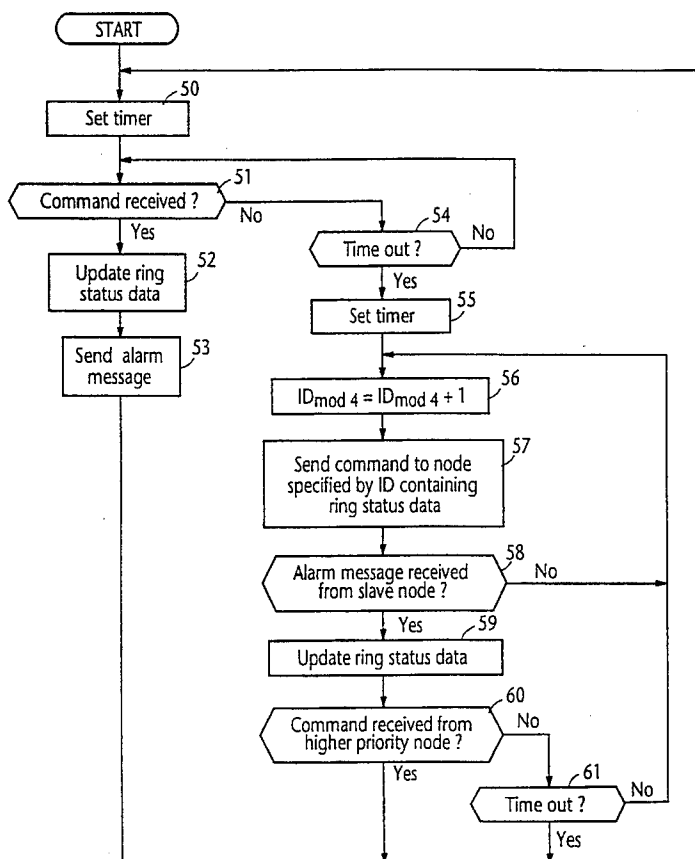 START
50
Set timer
51
Command received ?
No
Yes
54
Time out ?
No
Yes
52
Update ring
status data
55
Set timer
53
Send alarm
message
56
IDmod 4 = IDmod 4 + 1
57
Send command to node
specified by ID containing
ring status data
58
Alarm message received
from slave node ?
No
Yes
59
Update ring status data
60
Command received from
higher priority node ?
No
Yes
61
Time out ?
No
Yes